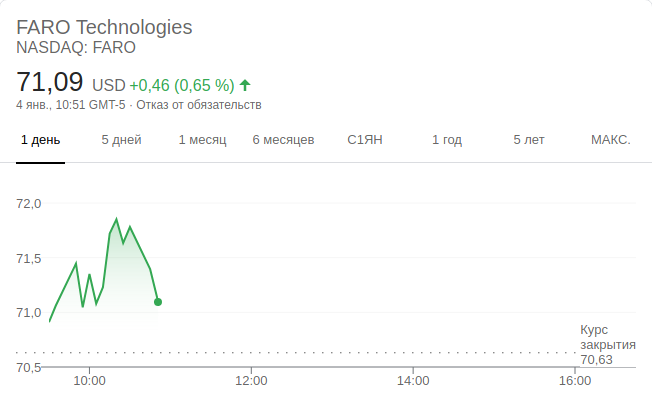 FARO Technologies
NASDAQ: FARO
71,09 USD +0,46 (0,65 %)
4 янв., 10:51 GMT-5 · Отказ от обязательств
1 день 5 дней 1 месяц 6 месяцев С1ЯН 1 год 5 лет МАКС.
72,0
71,5
71,0
Курс
закрытия
70,63
70,5
10:00 12:00 14:00 16:00